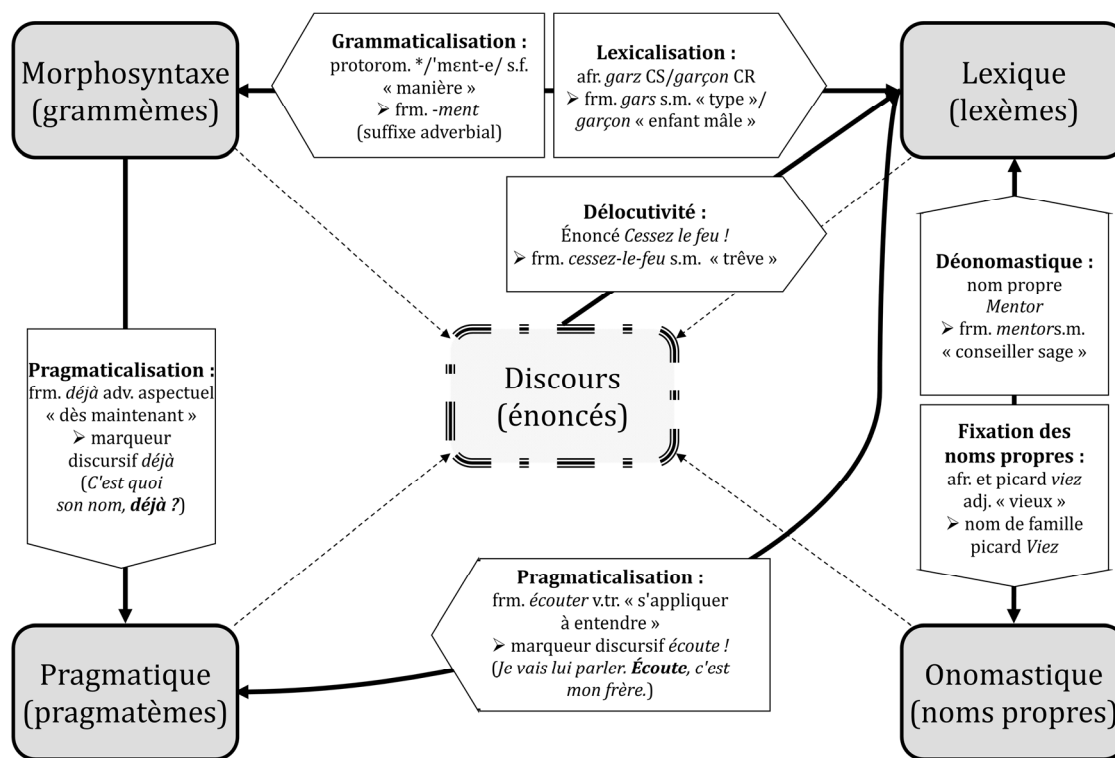 Morphosyntaxe
(grammèmes)
Grammaticalisation :
protorom. */'mɛnt-e/ s.f.
« manière »
➢ frm. -ment
(suffixe adverbial)
Lexicalisation :
afr. garz CS/garçon CR
➢ frm. gars s.m. « type »/
garçon « enfant mâle »
Lexique
(lexèmes)
Délocutivité :
Énoncé Cessez le feu !
➢ frm. cessez-le-feu s.m. « trêve »
Déonomastique :
nom propre
Mentor
➢ frm. mentors.m.
« conseiller sage »
Pragmaticalisation :
frm. déjà adv. aspectuel
« dès maintenant »
➢ marqueur
discursif déjà
(C'est quoi
son nom, déjà ?)
Discours
(énoncés)
Fixation des
noms propres :
afr. et picard viez
adj. « vieux »
➢ nom de famille
picard Viez
Pragmaticalisation :
frm. écouter v.tr. « s'appliquer
à entendre »
➢ marqueur discursif écoute !
(Je vais lui parler. Écoute, c'est
mon frère.)
Pragmatique
(pragmatèmes)
Onomastique
(noms propres)